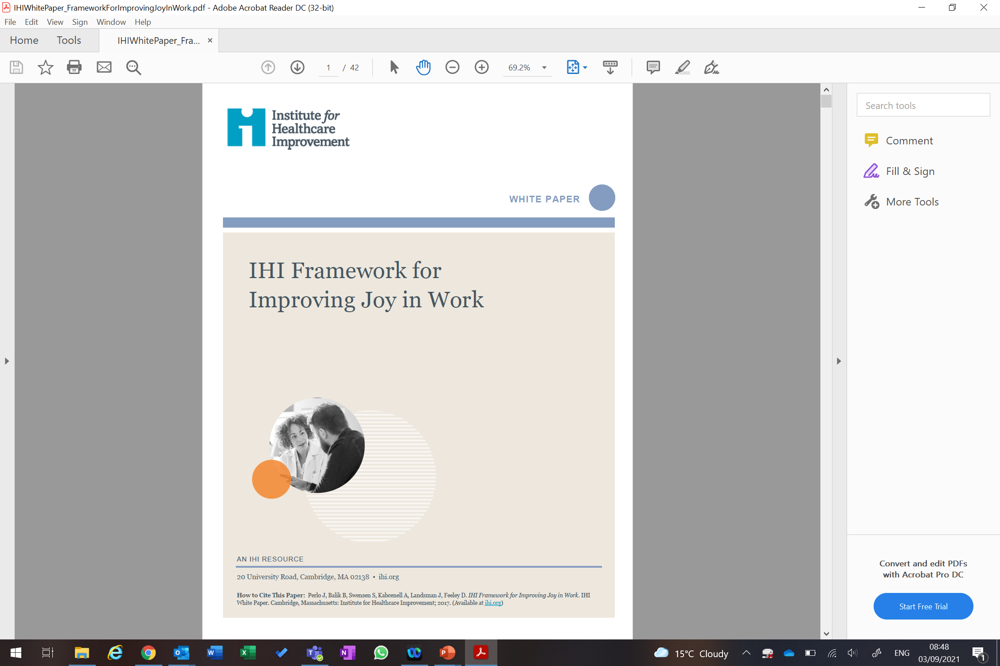 IHIWhitePaper_FrameworkForImprovingJoyInWork.pdf - Adobe Acrobat Reader DC (32-bit)
File Edit View Sign Window Help
Home Tools IHIWhitePaper_Fra... ×
1 / 42 69.2%
Institute for
Healthcare
Improvement
WHITE PAPER
IHI Framework for
Improving Joy in Work
AN IHI RESOURCE
20 University Road, Cambridge, MA 02138 • ihi.org
How to Cite This Paper: Perlo J, Balik B, Swensen S, Kabcenell A, Landsman J, Feeley D. IHI Framework for Improving Joy in Work. IHI
White Paper. Cambridge, Massachusetts: Institute for Healthcare Improvement; 2017. (Available at ihi.org)
Search tools
Comment
Fill & Sign
More Tools
Convert and edit PDFs
with Acrobat Pro DC
Start Free Trial
15°C Cloudy
ENG
08:48
03/09/2021
1